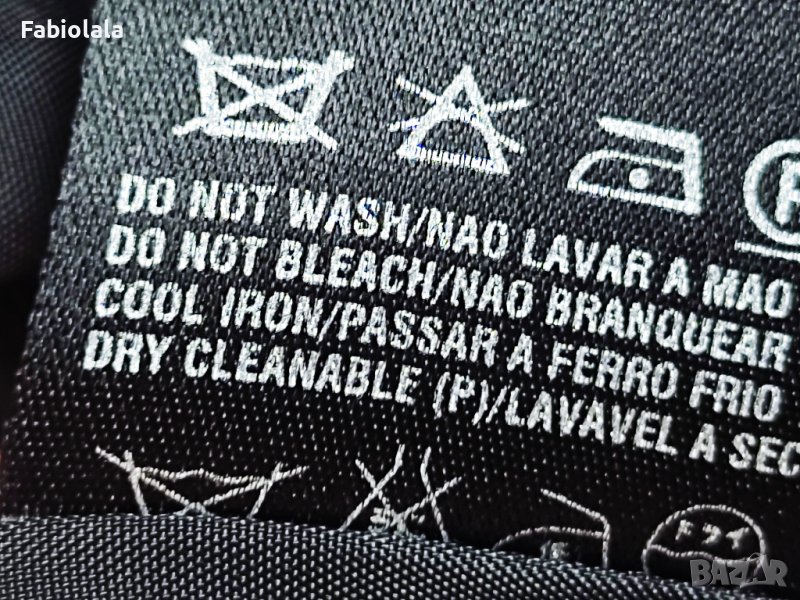 Fabiolala
DO NOT WASH/NAO LAVAR A MAO
DO NOT BLEACH/NAO BRANQUEAR
COOL IRON/PASSAR A FERRO FRIO
DRY CLEANABLE (P)/LAVAVEL A SEC
BAZAR